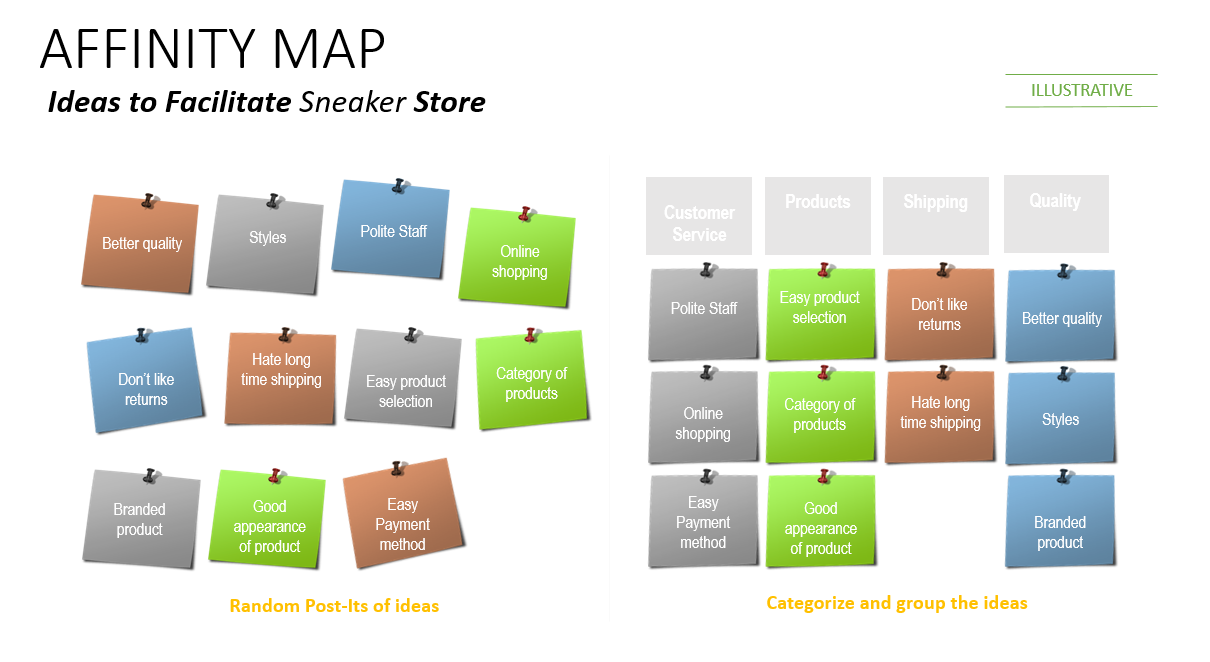 AFFINITY MAP
Ideas to Facilitate Sneaker Store
ILLUSTRATIVE
Better quality
Styles
Polite Staff
Online
shopping
Don’t like
returns
Hate long
time shipping
Easy product
selection
Category of
products
Branded
product
Good
appearance
of product
Easy
Payment
method
Random Post-Its of ideas
Customer
Service
Products
Shipping
Quality
Polite Staff
Easy product
selection
Don’t like
returns
Better quality
Online
shopping
Category of
products
Hate long
time shipping
Styles
Easy
Payment
method
Good
appearance
of product
Branded
product
Categorize and group the ideas